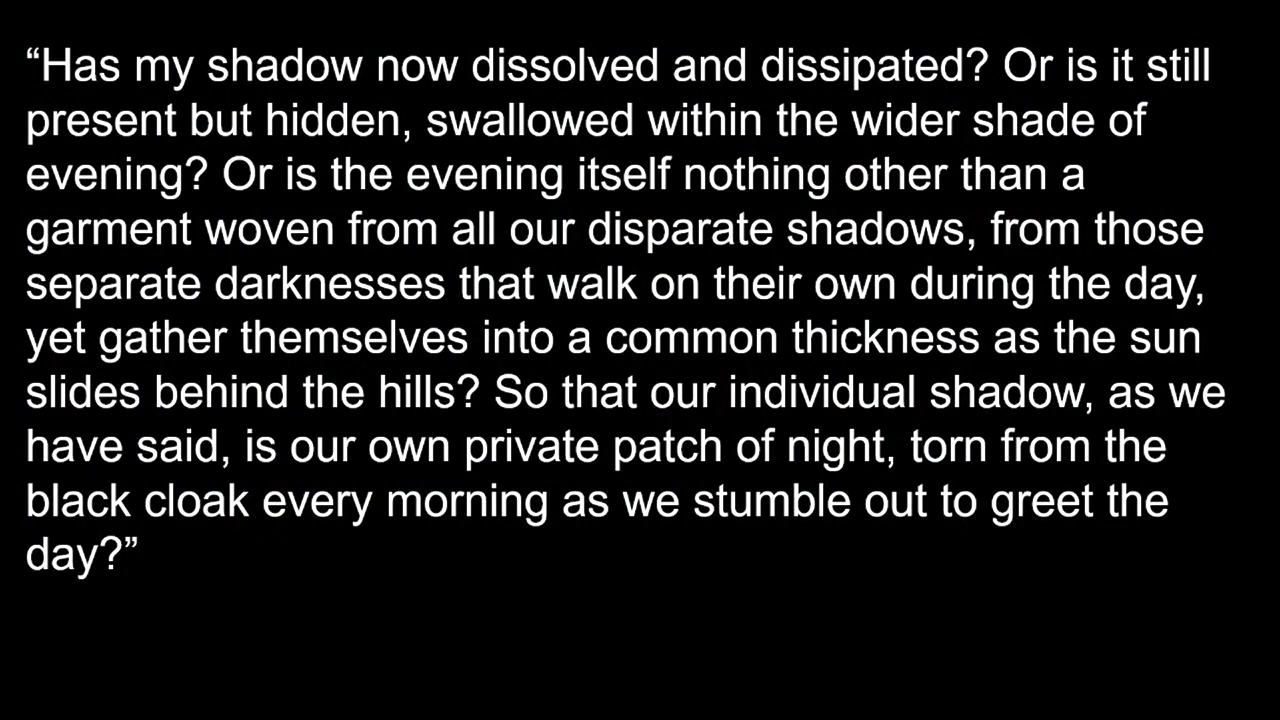 “Has my shadow now dissolved and dissipated? Or is it still
present but hidden, swallowed within the wider shade of
evening? Or is the evening itself nothing other than a
garment woven from all our disparate shadows, from those
separate darknesses that walk on their own during the day,
yet gather themselves into a common thickness as the sun
slides behind the hills? So that our individual shadow, as we
have said, is our own private patch of night, torn from the
black cloak every morning as we stumble out to greet the
day?”